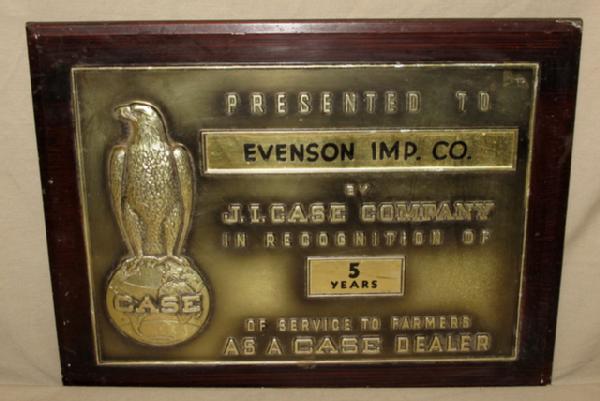 PRESENTED TO
EVENSON IMP. CO.
BY
J.I. CASE COMPANY
IN RECOGNITION OF
5
YEARS
CASE
OF SERVICE TO FARMERS
AS A CASE DEALER